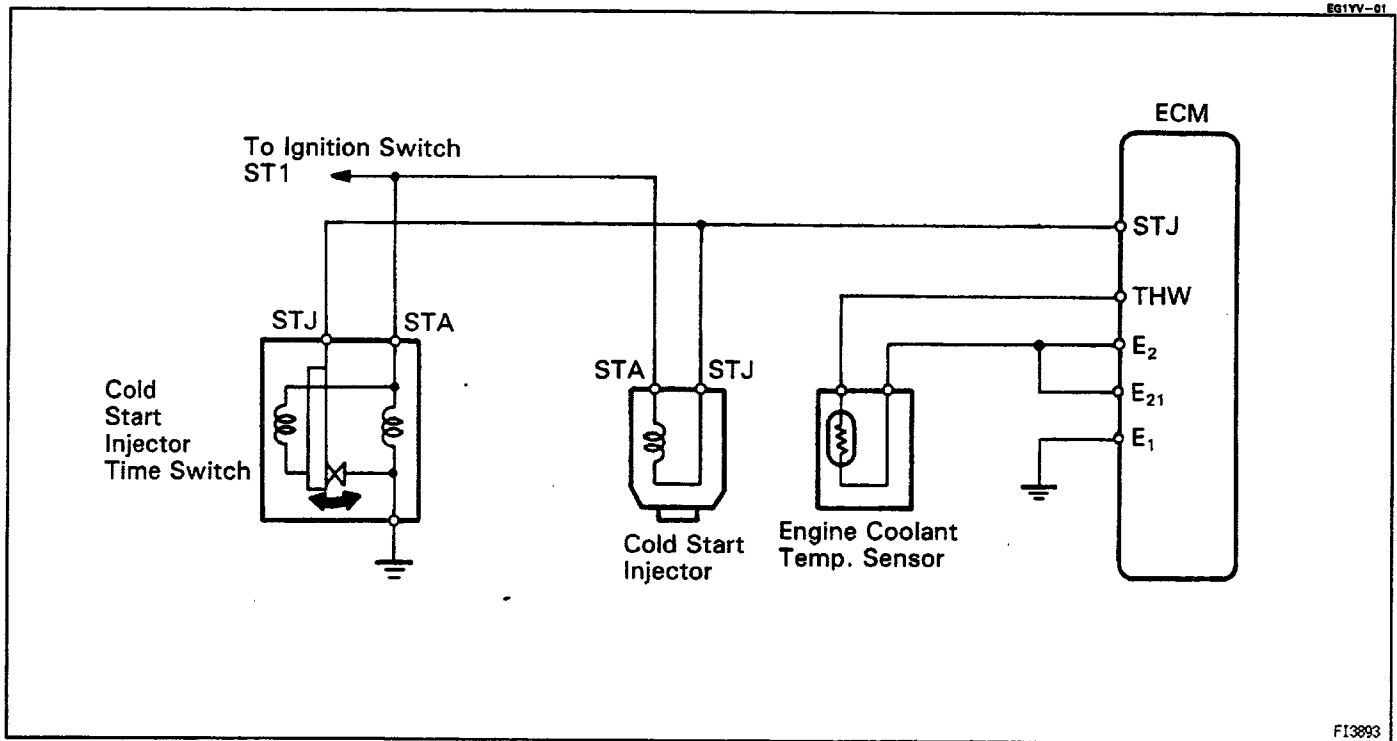 EG1YV-01
ECM
To Ignition Switch
ST1
STJ
THW
STJ
STA
E2
STA
STJ
E21
Cold
Start
Injector
Time Switch
E1
Cold Start
Injector
Engine Coolant
Temp. Sensor
FI3893